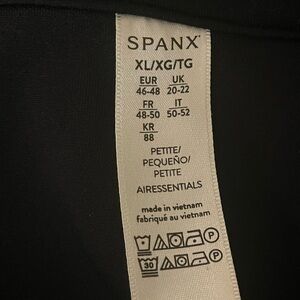 SPANX
XL/XG/TG
EUR UK
46-48 20-22
FR IT
48-50 50-52
KR
88
PETITE/
PEQUEÑO/
PETITE
AIRESSENTIALS
made in vietnam
fabriqué au vietnam
P
30 P